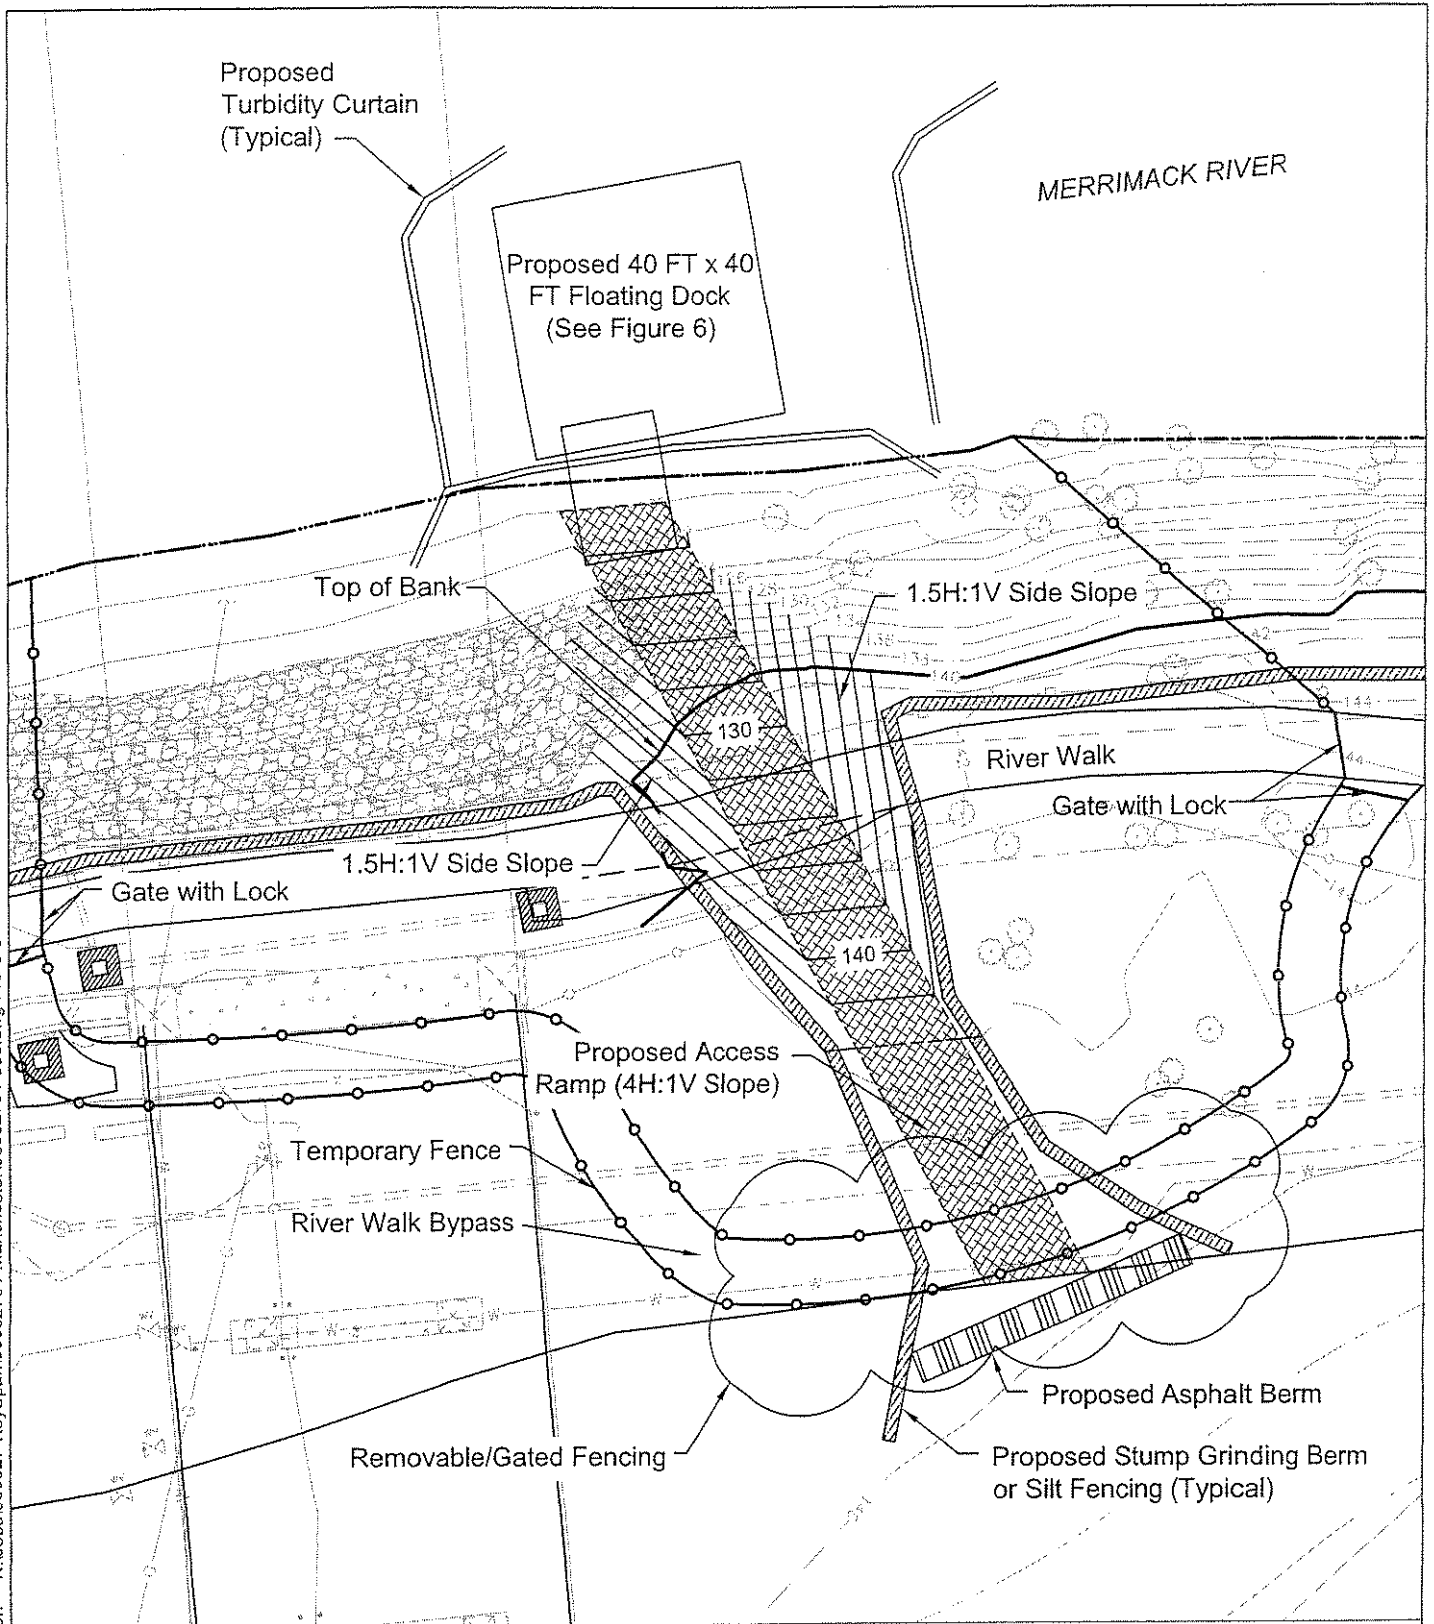 Proposed
Turbidity Curtain
(Typical)
MERRIMACK RIVER
Proposed 40 FT x 40
FT Floating Dock
(See Figure 6)
Top of Bank
1.5H:1V Side Slope
130
140
River Walk
144
Gate with Lock
1.5H:1V Side Slope
Gate with Lock
140
Proposed Access
Ramp (4H:1V Slope)
Temporary Fence
River Walk Bypass
Proposed Asphalt Berm
Removable/Gated Fencing
Proposed Stump Grinding Berm
or Silt Fencing (Typical)